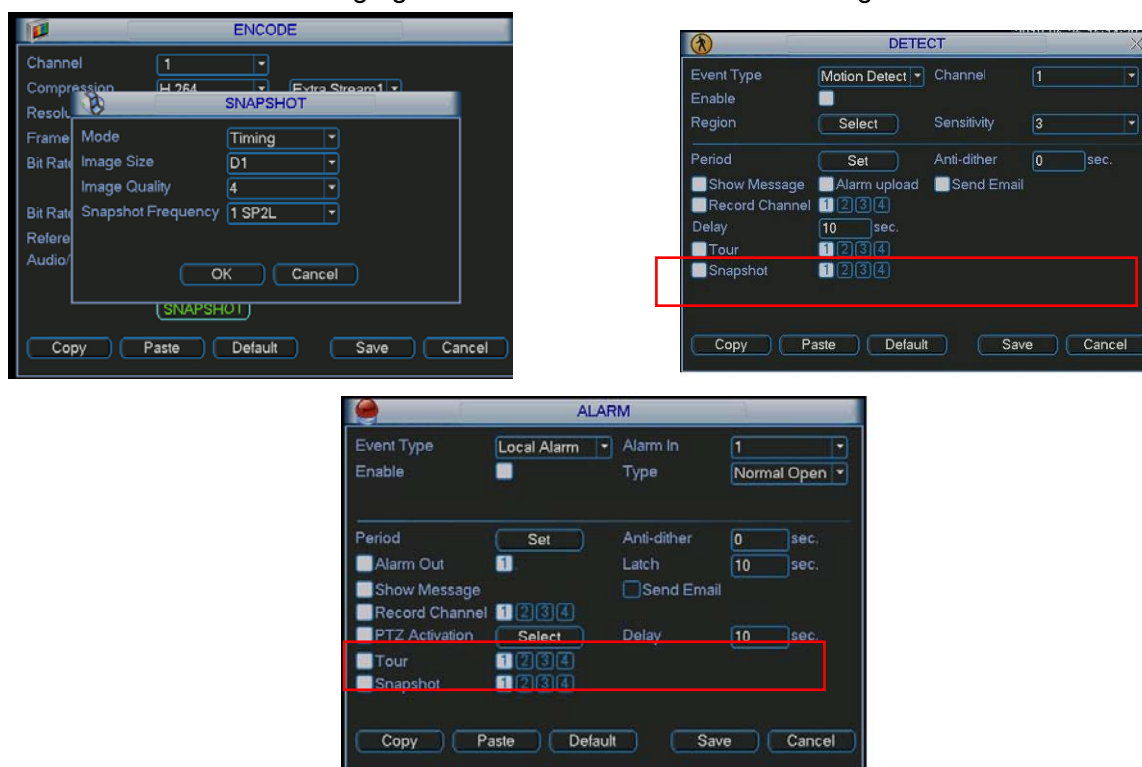 ENCODE
Channel 1
Compression H.264 Extra Stream1
SNAPSHOT
Mode Timing
Frame
Image Size D1
Bit Rate
Image Quality 4
Snapshot Frequency 1 SP2L
Bit Rate
Audio/
OK Cancel
SNAPSHOT
Copy Paste Default Save Cancel
DETECT
Event Type Motion Detect Channel 1
Enable
Region Select Sensitivity 3
Period Set Anti-dither 0 sec.
Show Message Alarm upload Send Email
Record Channel 1 2 3 4
Delay 10 sec.
Tour 1 2 3 4
Snapshot 1 2 3 4
Copy Paste Default Save Cancel
ALARM
Event Type Local Alarm Alarm In 1
Enable Type Normal Open
Period Set Anti-dither 0 sec.
Alarm Out 1 Latch 10 sec.
Show Message Send Email
Record Channel 1 2 3 4
PTZ Activation Select Delay 10 sec.
Tour 1 2 3 4
Snapshot 1 2 3 4
Copy Paste Default Save Cancel